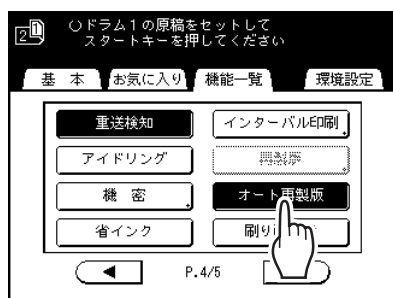 2 1
○ドラム1の原稿をセットして
スタートキーを押してください
基 本 お気に入り 機能一覧 環境設定
重送検知 インターバル印刷
アイドリング
機 密 オート再製版
省インク 刷り
◀ P.4/5